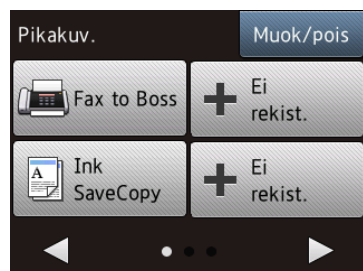 Pikakuv.
Muok/pois
Fax to Boss
Ei
rekist.
A
Ink
SaveCopy
Ei
rekist.